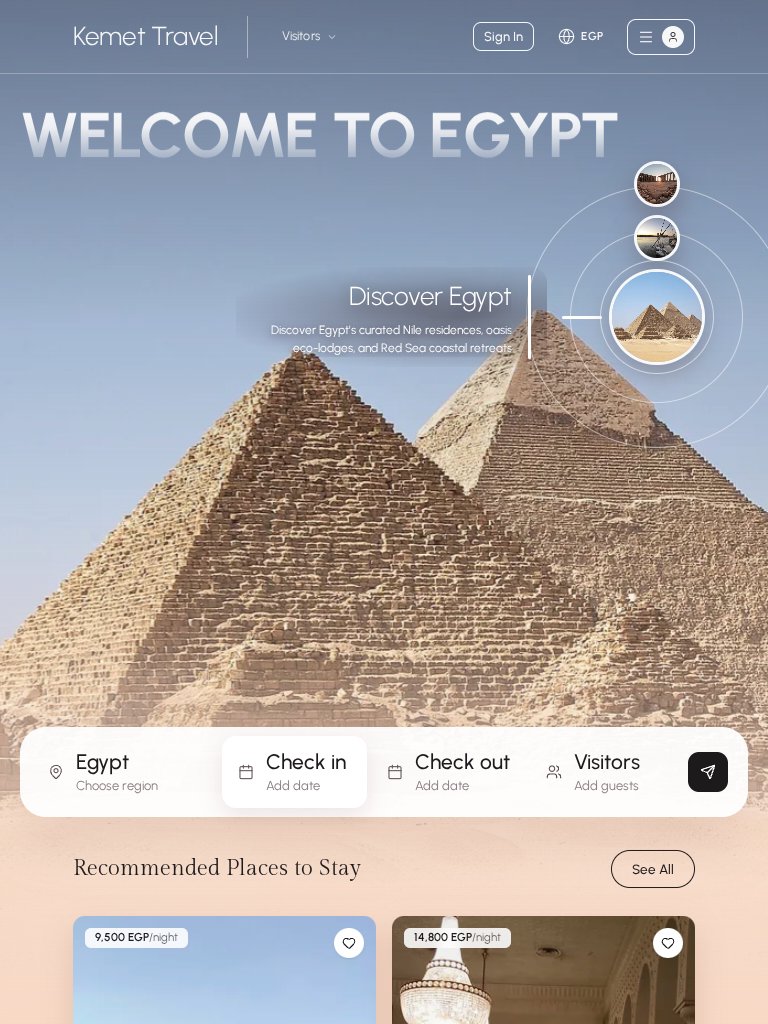 Kemet Travel
Visitors
Sign In
EGP
WELCOME TO EGYPT
Discover Egypt
Discover Egypt's curated Nile residences, oasis
eco-lodges, and Red Sea coastal retreats
Egypt
Choose region
Check in
Add date
Check out
Add date
Visitors
Add guests
Recommended Places to Stay
See All
9,500 EGP/night
14,800 EGP/night